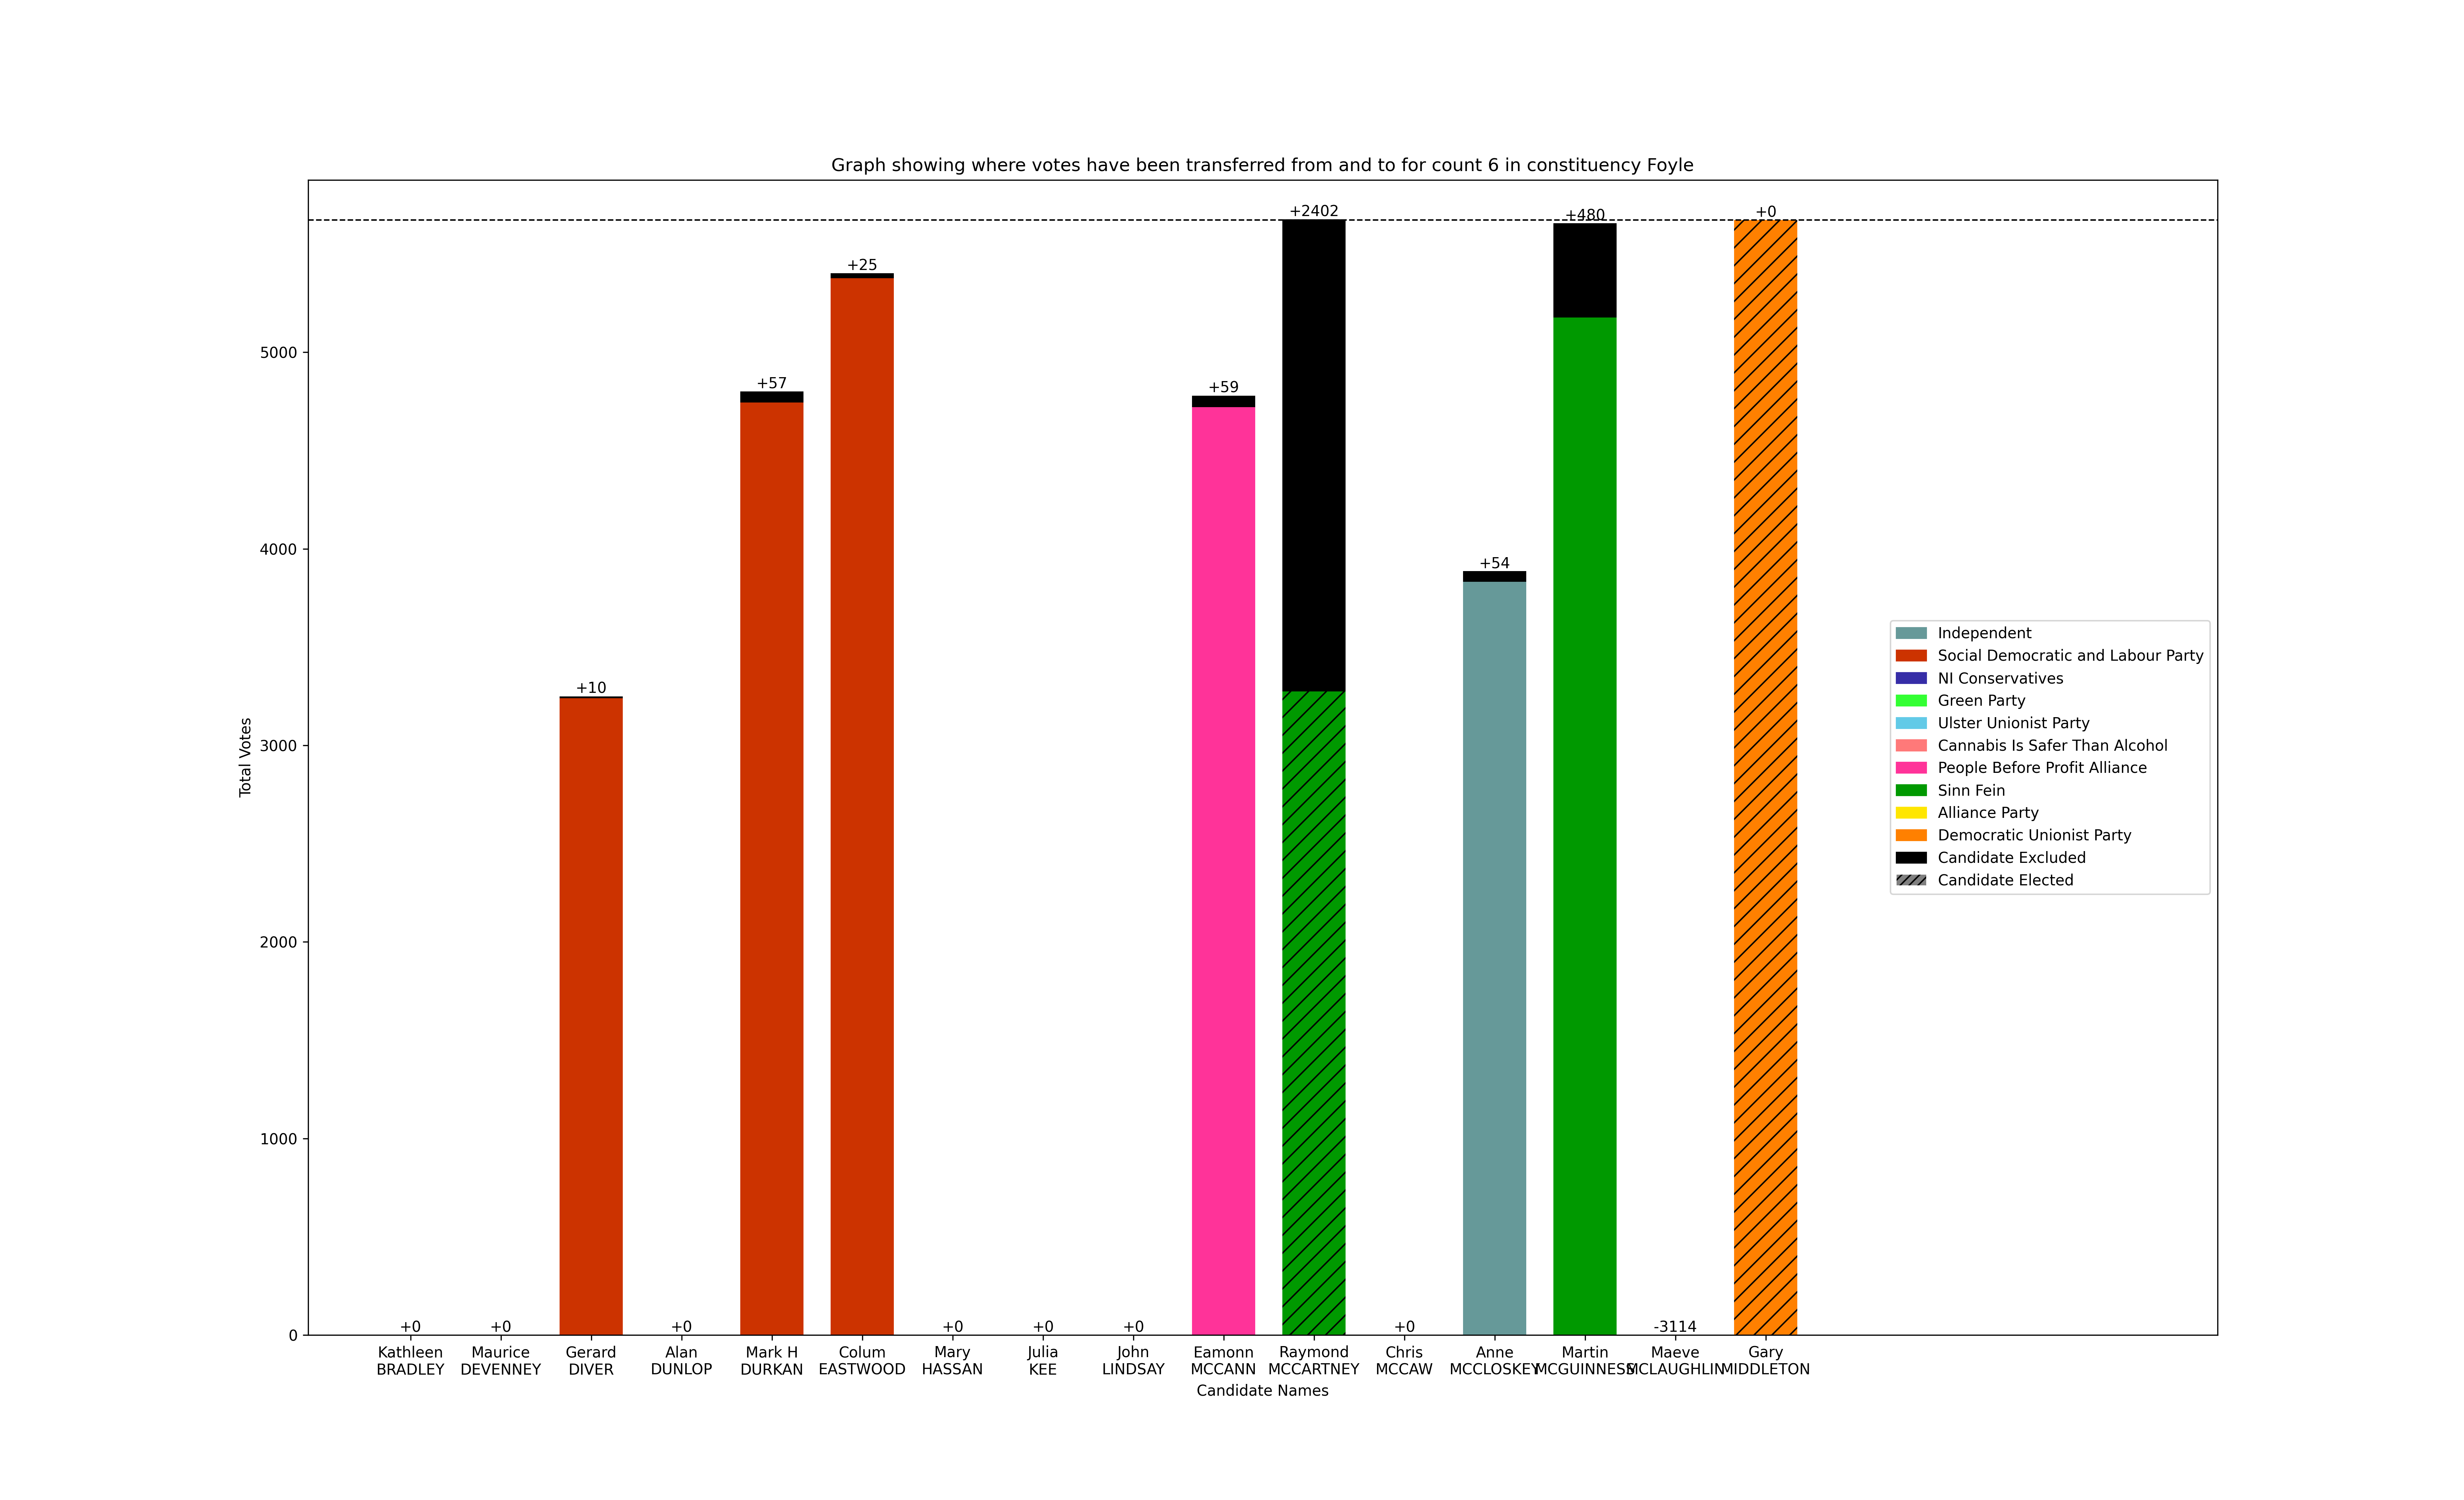 Graph showing where votes have been transferred from and to for count 6 in constituency Foyle
+2402
+480
+0
+25
+57
+59
+54
+10
5000
4000
3000
2000
1000
0
Total Votes
Independent
Social Democratic and Labour Party
NI Conservatives
Green Party
Ulster Unionist Party
Cannabis Is Safer Than Alcohol
People Before Profit Alliance
Sinn Fein
Alliance Party
Democratic Unionist Party
Candidate Excluded
Candidate Elected
+0
+0
+0
+0
+0
+0
+0
-3114
Kathleen
BRADLEY
Maurice
DEVENNEY
Gerard
DIVER
Alan
DUNLOP
Mark H
DURKAN
Colum
EASTWOOD
Mary
HASSAN
Julia
KEE
John
LINDSAY
Eamonn
MCCANN
Raymond
MCCARTNEY
Chris
MCCAW
Anne
MCCLOSKEY
Martin
MCGUINNESS
Maeve
MCLAUGHLIN
Gary
MIDDLETON
Candidate Names